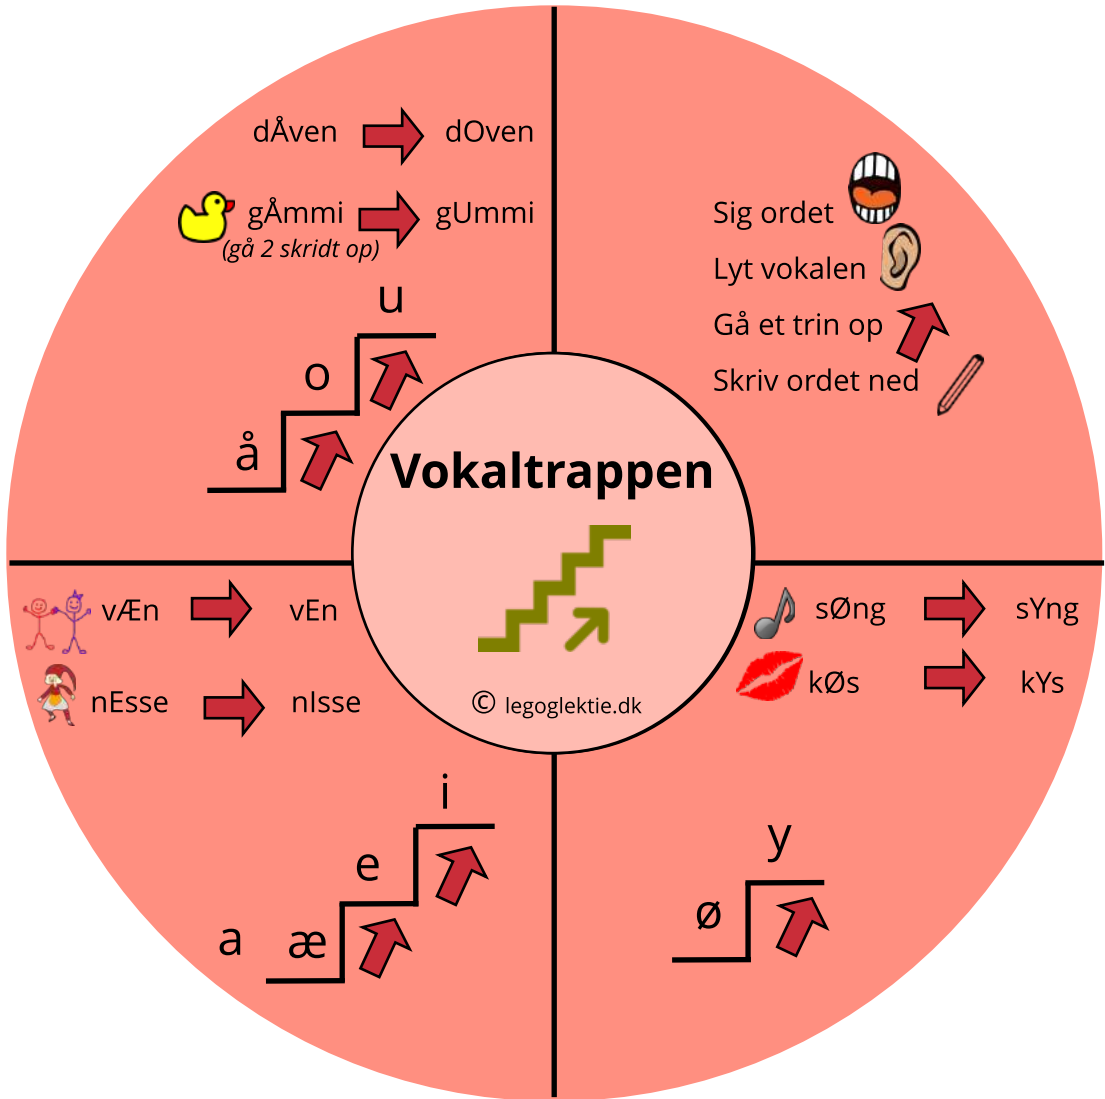 dÅven dOven
gÅmmi gUmmi
(gå 2 skridt op)
u
o
å
Sig ordet
Lyt vokalen
Gå et trin op
Skriv ordet ned
Vokaltrappen
© legoglektie.dk
vÆn vEn
nEsse nIsse
i
e
a æ
sØng sYng
kØs kYs
y
ø